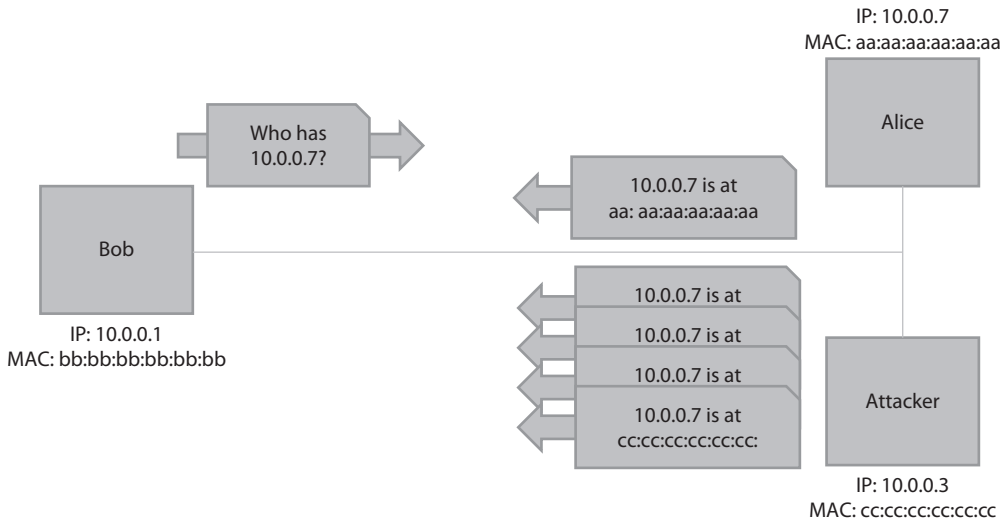 IP: 10.0.0.7
MAC: aa:aa:aa:aa:aa:aa
Alice
Who has
10.0.0.7?
10.0.0.7 is at
aa: aa:aa:aa:aa:aa
Bob
IP: 10.0.0.1
MAC: bb:bb:bb:bb:bb:bb
10.0.0.7 is at
10.0.0.7 is at
10.0.0.7 is at
10.0.0.7 is at
cc:cc:cc:cc:cc:cc:
Attacker
IP: 10.0.0.3
MAC: cc:cc:cc:cc:cc:cc